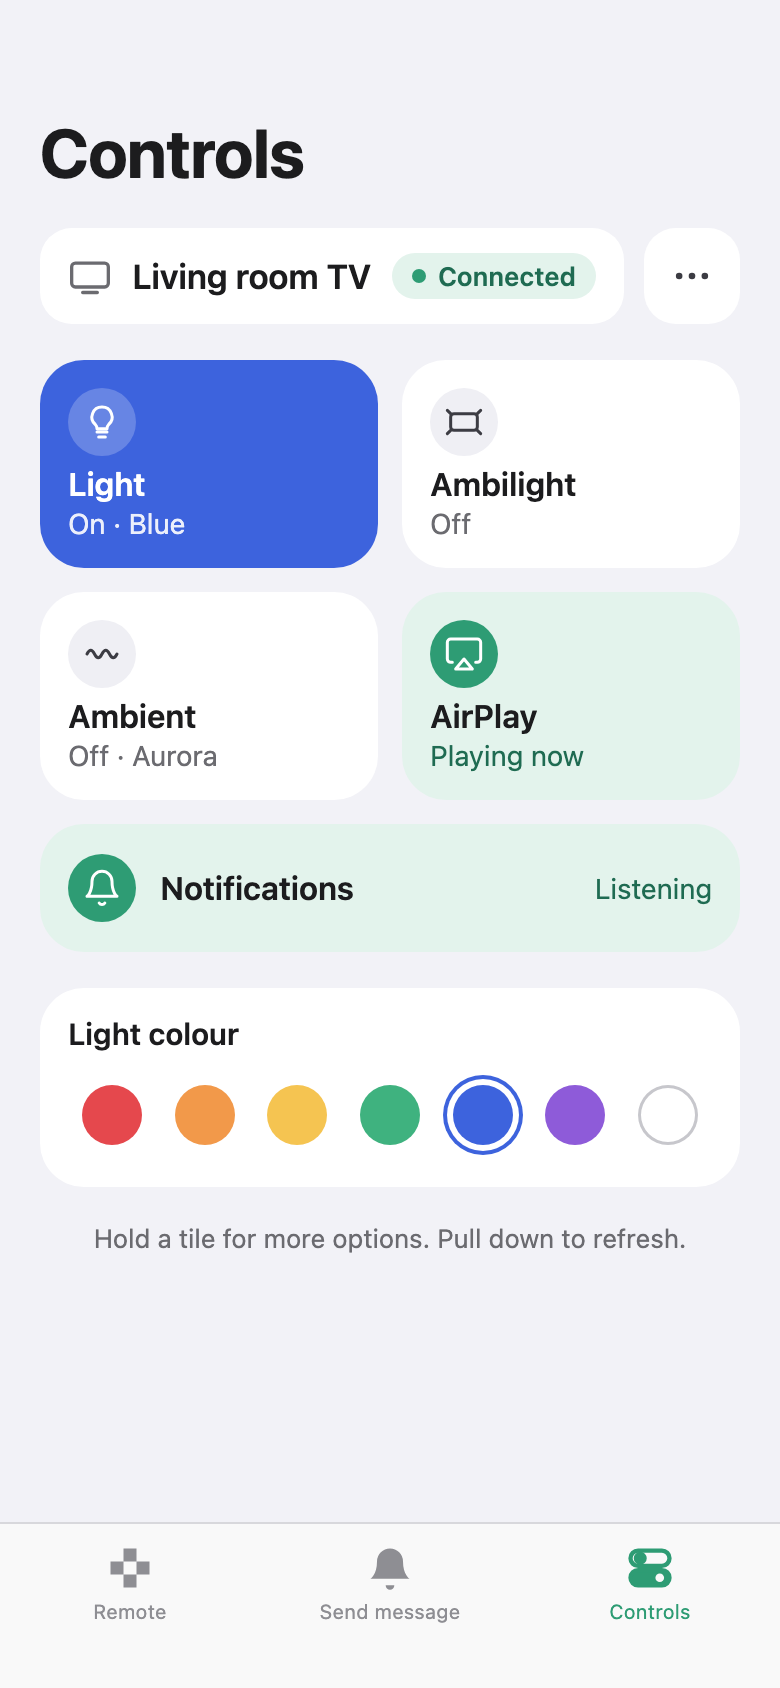 Controls
Living room TV
Connected
Light
On · Blue
Ambilight
Off
Ambient
Off · Aurora
AirPlay
Playing now
Notifications
Listening
Light colour
Hold a tile for more options. Pull down to refresh.
Remote
Send message
Controls